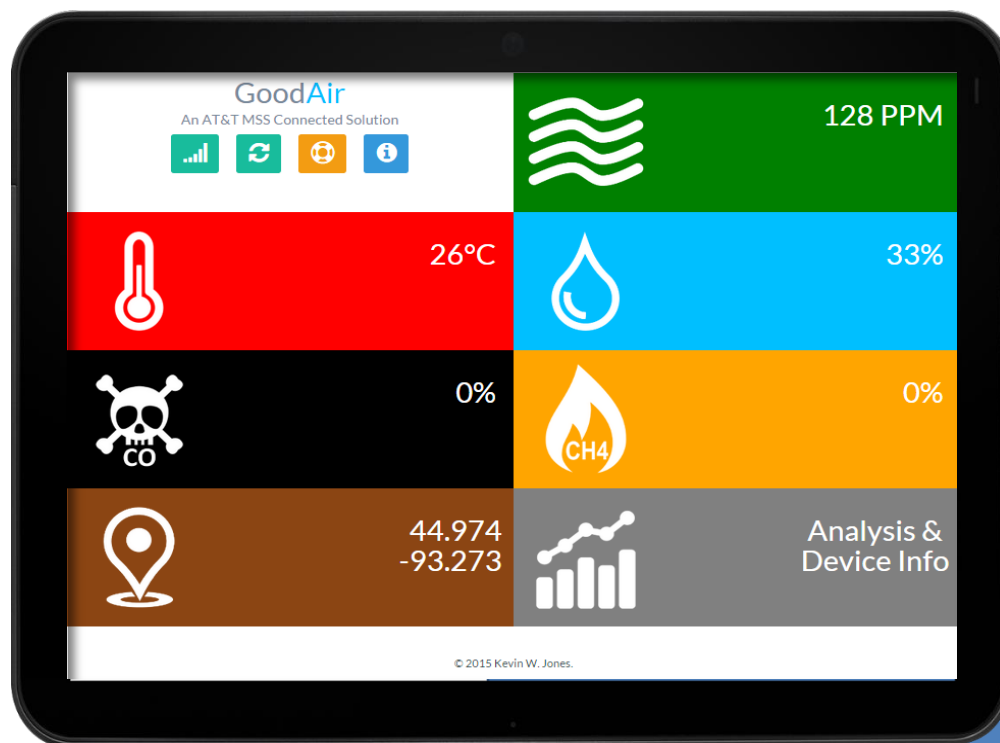 GoodAir
An AT&T MSS Connected Solution
128 PPM
26°C
33%
CO
0%
CH4
0%
44.974
-93.273
Analysis &
Device Info
© 2015 Kevin W. Jones.